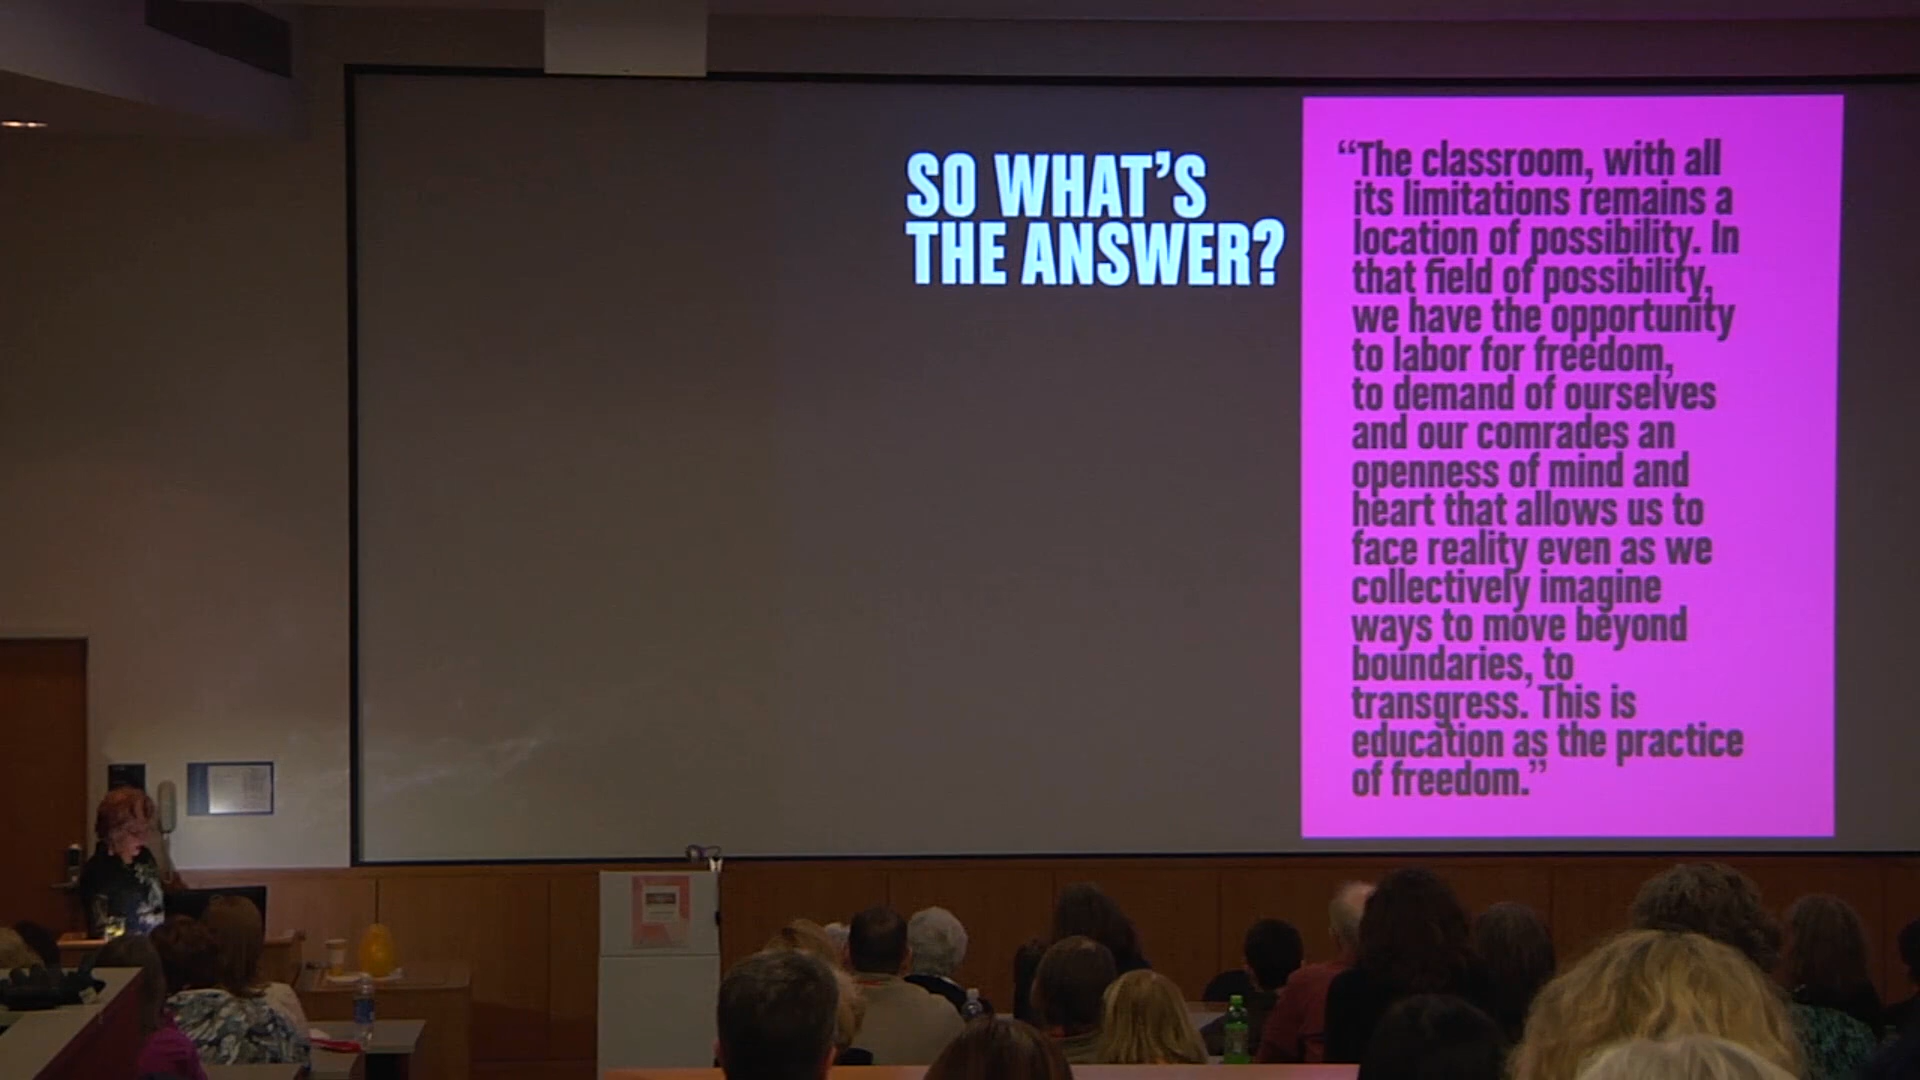 SO WHAT'S
THE ANSWER?
“The classroom, with all
its limitations remains a
location of possibility. In
that field of possibility,
we have the opportunity
to labor for freedom,
to demand of ourselves
and our comrades an
openness of mind and
heart that allows us to
face reality even as we
collectively imagine
ways to move beyond
boundaries, to
transgress. This is
education as the practice
of freedom.”